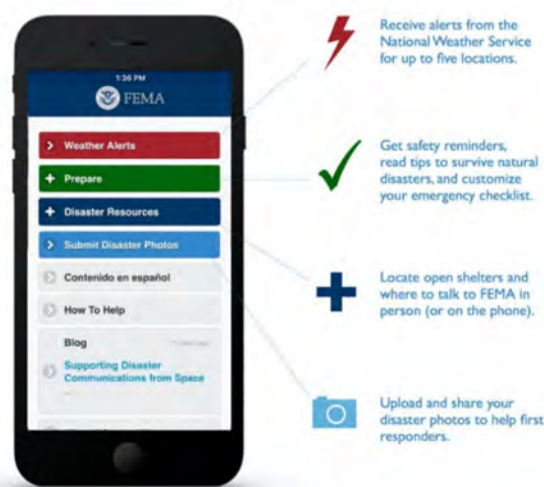 1:36 PM
FEMA
Weather Alerts
Prepare
Disaster Resources
Submit Disaster Photos
Contenido en español
How To Help
Blog
Supporting Disaster
Communications from Space
...
Receive alerts from the
National Weather Service
for up to five locations.
Get safety reminders,
read tips to survive natural
disasters, and customize
your emergency checklist.
Locate open shelters and
where to talk to FEMA in
person (or on the phone).
Upload and share your
disaster photos to help first
responders.